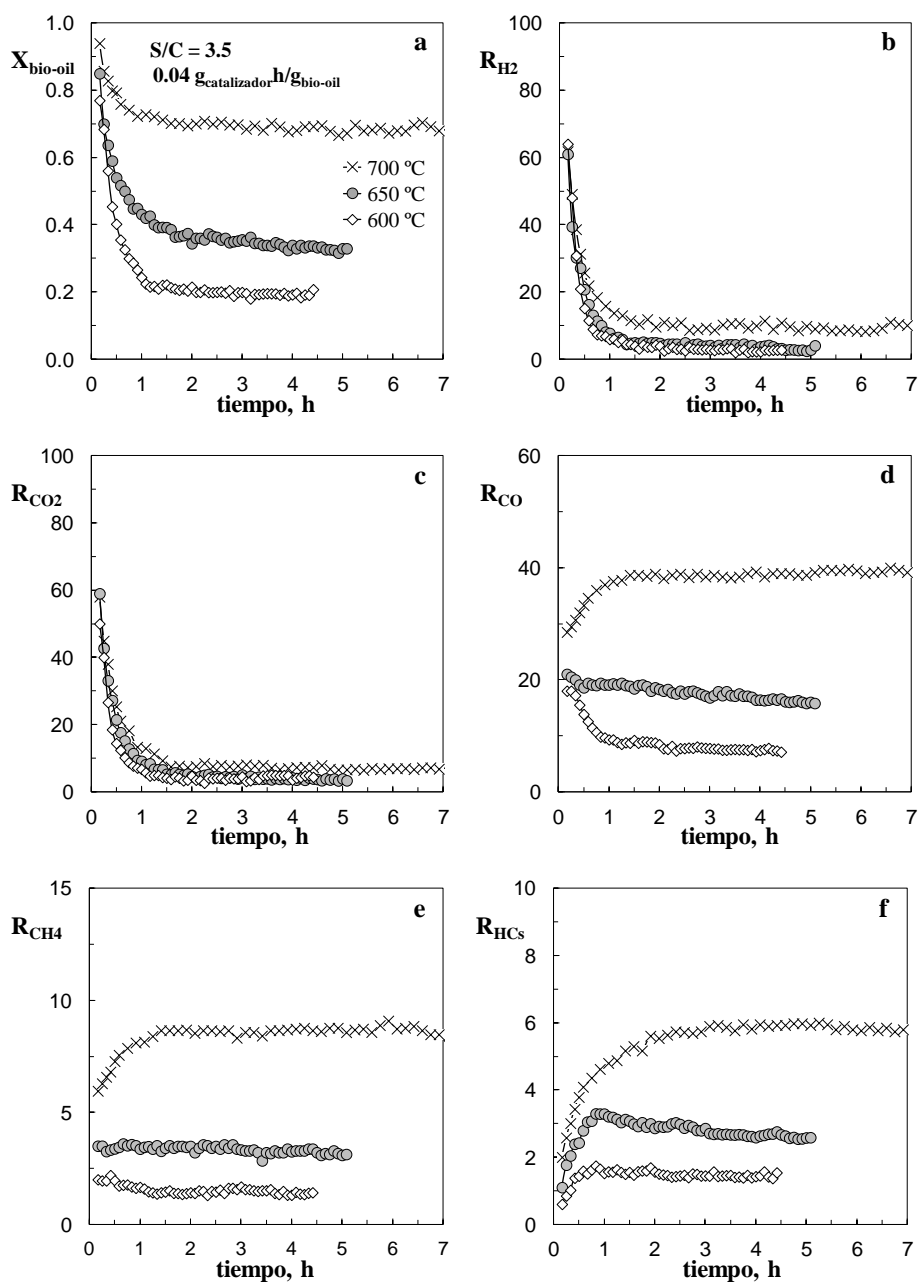 1.0
0.8
0.6
0.4
0.2
0.0
X bio-oil
a
S/C = 3.5
0.04 g catalizador h/g bio-oil
700 ºC
650 ºC
600 ºC
0 1 2 3 4 5 6 7
tiempo, h
100
80
60
40
20
0
R H2
b
0 1 2 3 4 5 6 7
tiempo, h
100
80
60
40
20
0
R CO2
c
0 1 2 3 4 5 6 7
tiempo, h
60
40
20
0
R CO
d
0 1 2 3 4 5 6 7
tiempo, h
15
10
5
0
R CH4
e
0 1 2 3 4 5 6 7
tiempo, h
10
8
6
4
2
0
R HCs
f
0 1 2 3 4 5 6 7
tiempo, h